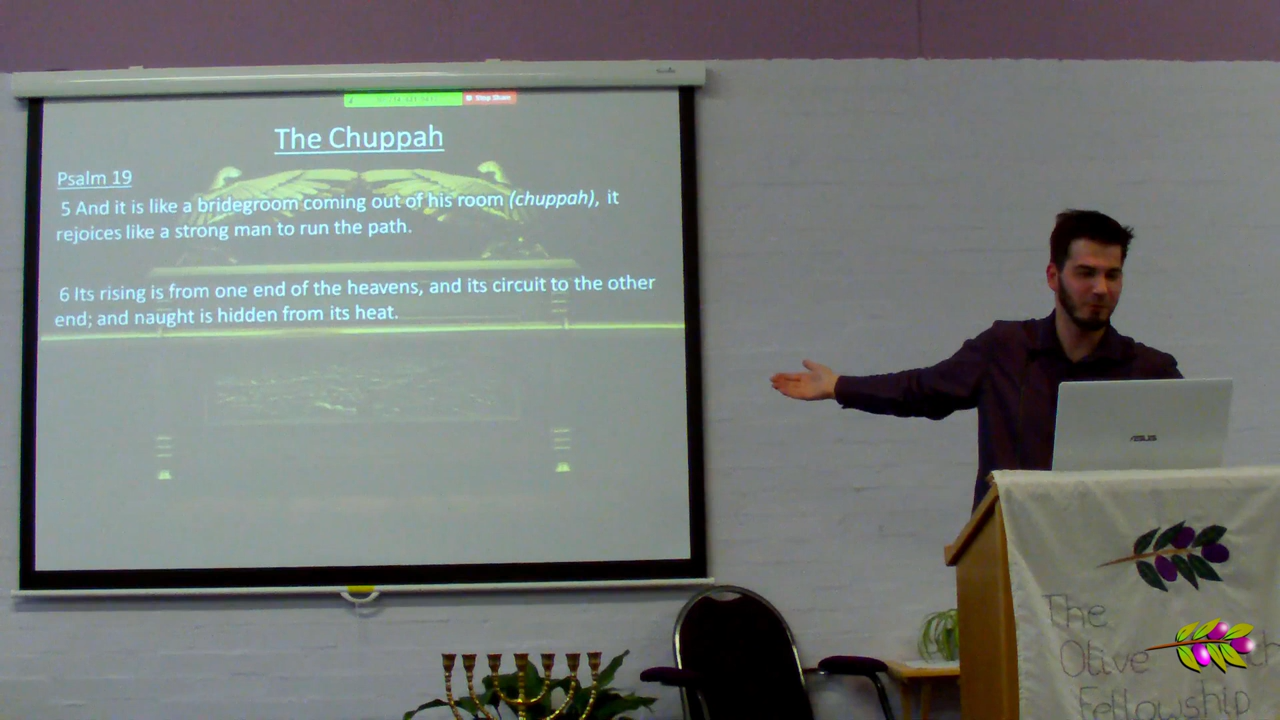 Stop Share
The Chuppah
Psalm 19
5 And it is like a bridegroom coming out of his room (chuppah), it
rejoices like a strong man to run the path.
6 Its rising is from one end of the heavens, and its circuit to the other
end; and naught is hidden from its heat.
ASUS
The
Olive
Fellowship